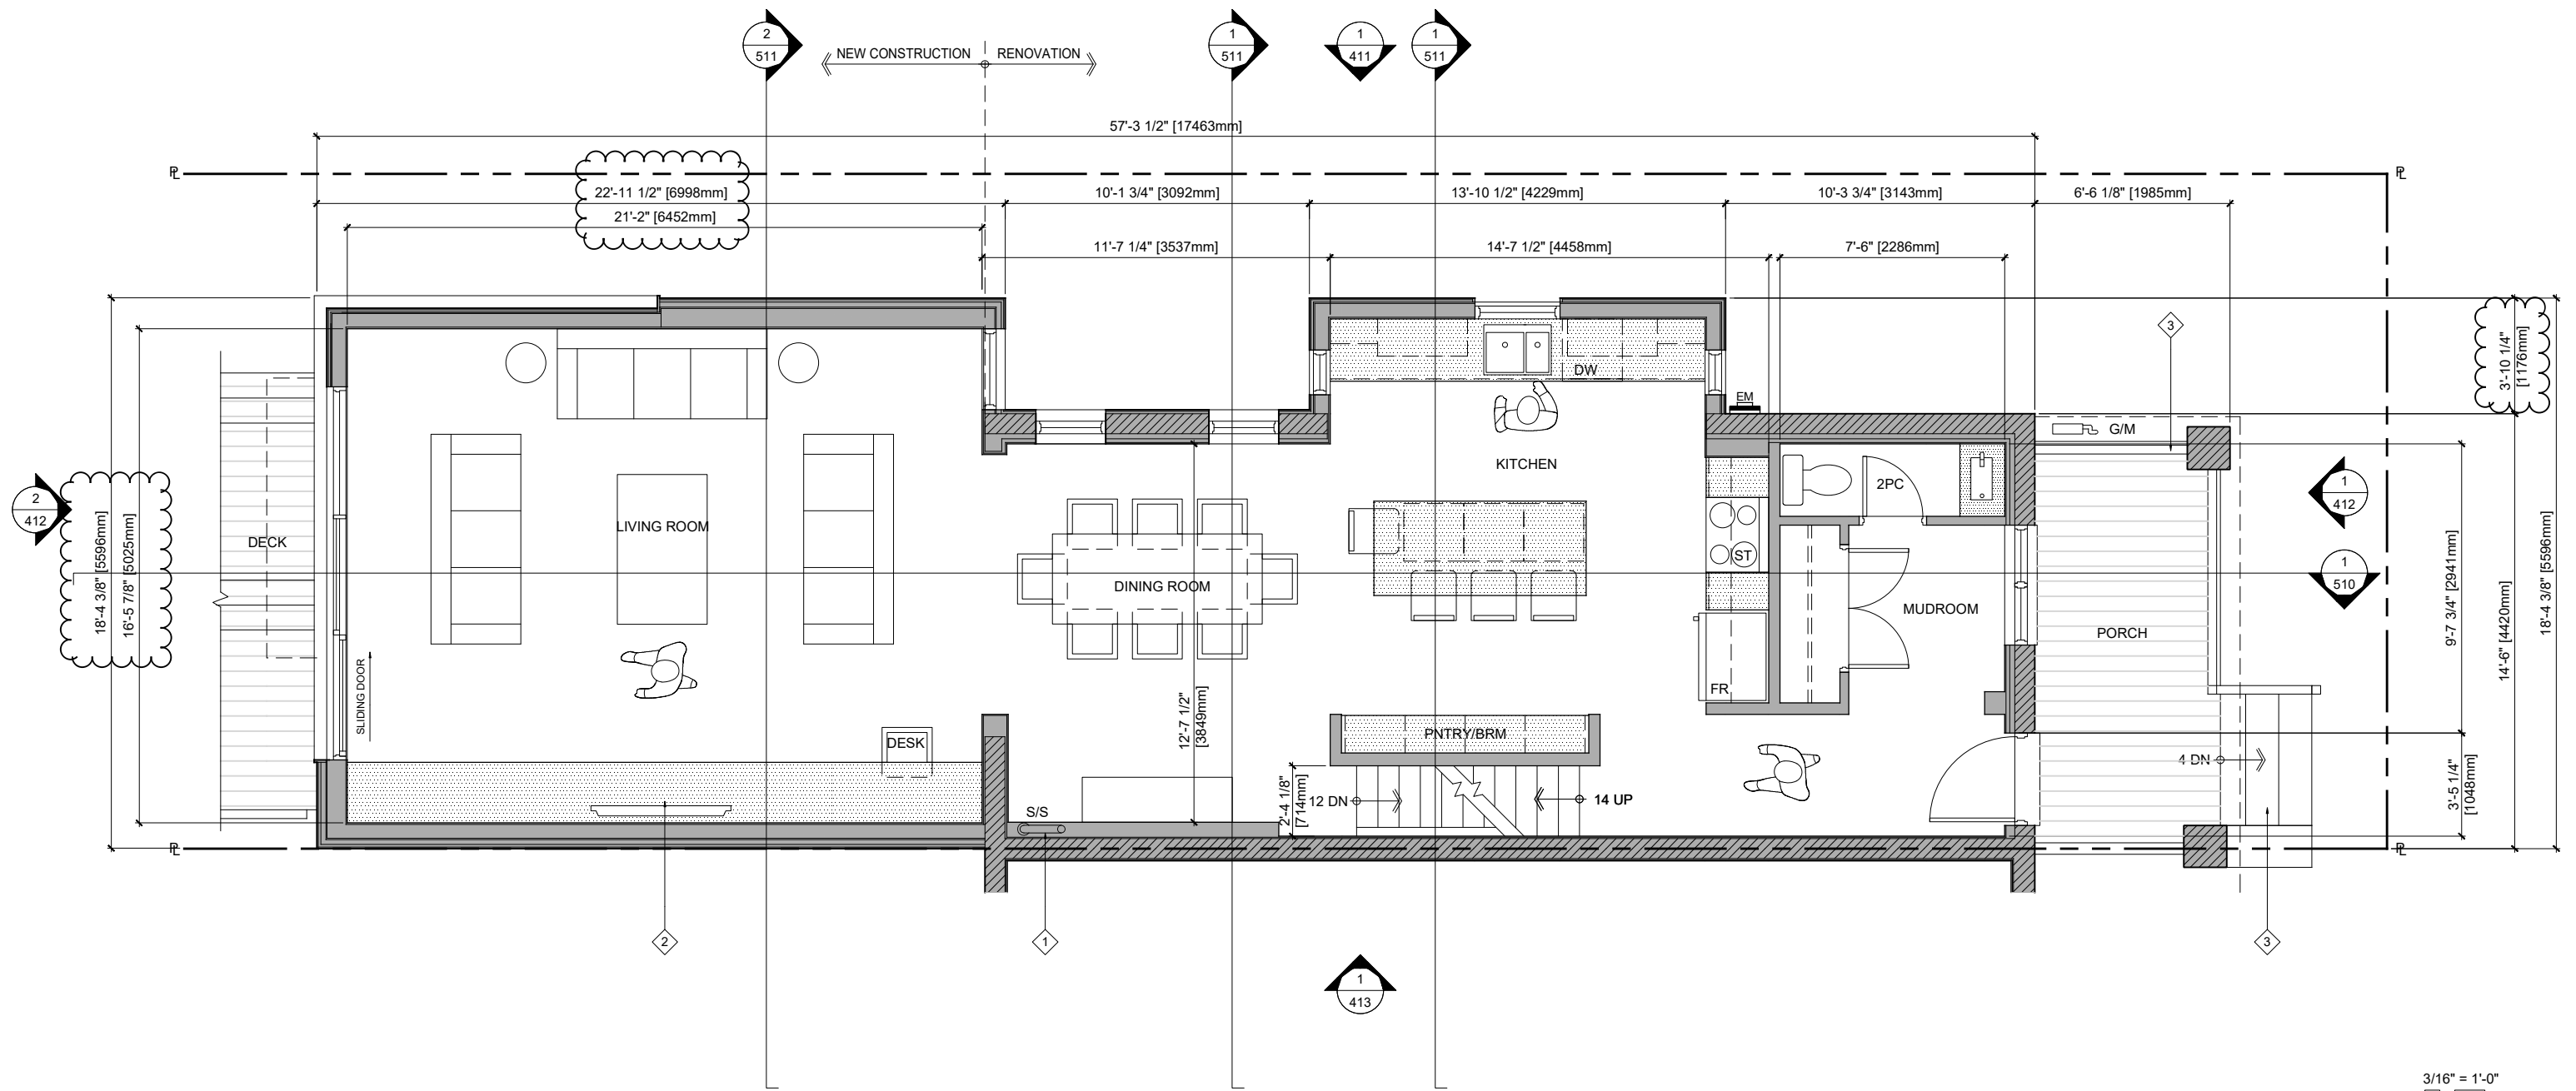 2
511
NEW CONSTRUCTION
RENOVATION
1
511
1
411
1
511
57'-3 1/2" [17463mm]
PL
PL
22'-11 1/2" [6998mm]
10'-1 3/4" [3092mm]
13'-10 1/2" [4229mm]
10'-3 3/4" [3143mm]
6'-6 1/8" [1985mm]
21'-2" [6452mm]
11'-7 1/4" [3537mm]
14'-7 1/2" [4458mm]
7'-6" [2286mm]
3
3'-10 1/4"
[1176mm]
DW
EM
G/M
KITCHEN
2PC
2
412
18'-4 3/8" [5596mm]
16'-5 7/8" [5025mm]
DECK
LIVING ROOM
DINING ROOM
ST
MUDROOM
PORCH
1
412
1
510
9'-7 3/4" [2941mm]
14'-6" [4420mm]
18'-4 3/8" [5596mm]
SLIDING DOOR
FR
DESK
12'-7 1/2"
[3849mm]
PNTRY/BRM
4 DN
3'-5 1/4"
[1048mm]
2'-4 1/8"
[714mm]
12 DN
14 UP
S/S
PL
PL
2
1
3
1
413
3/16" = 1'-0"